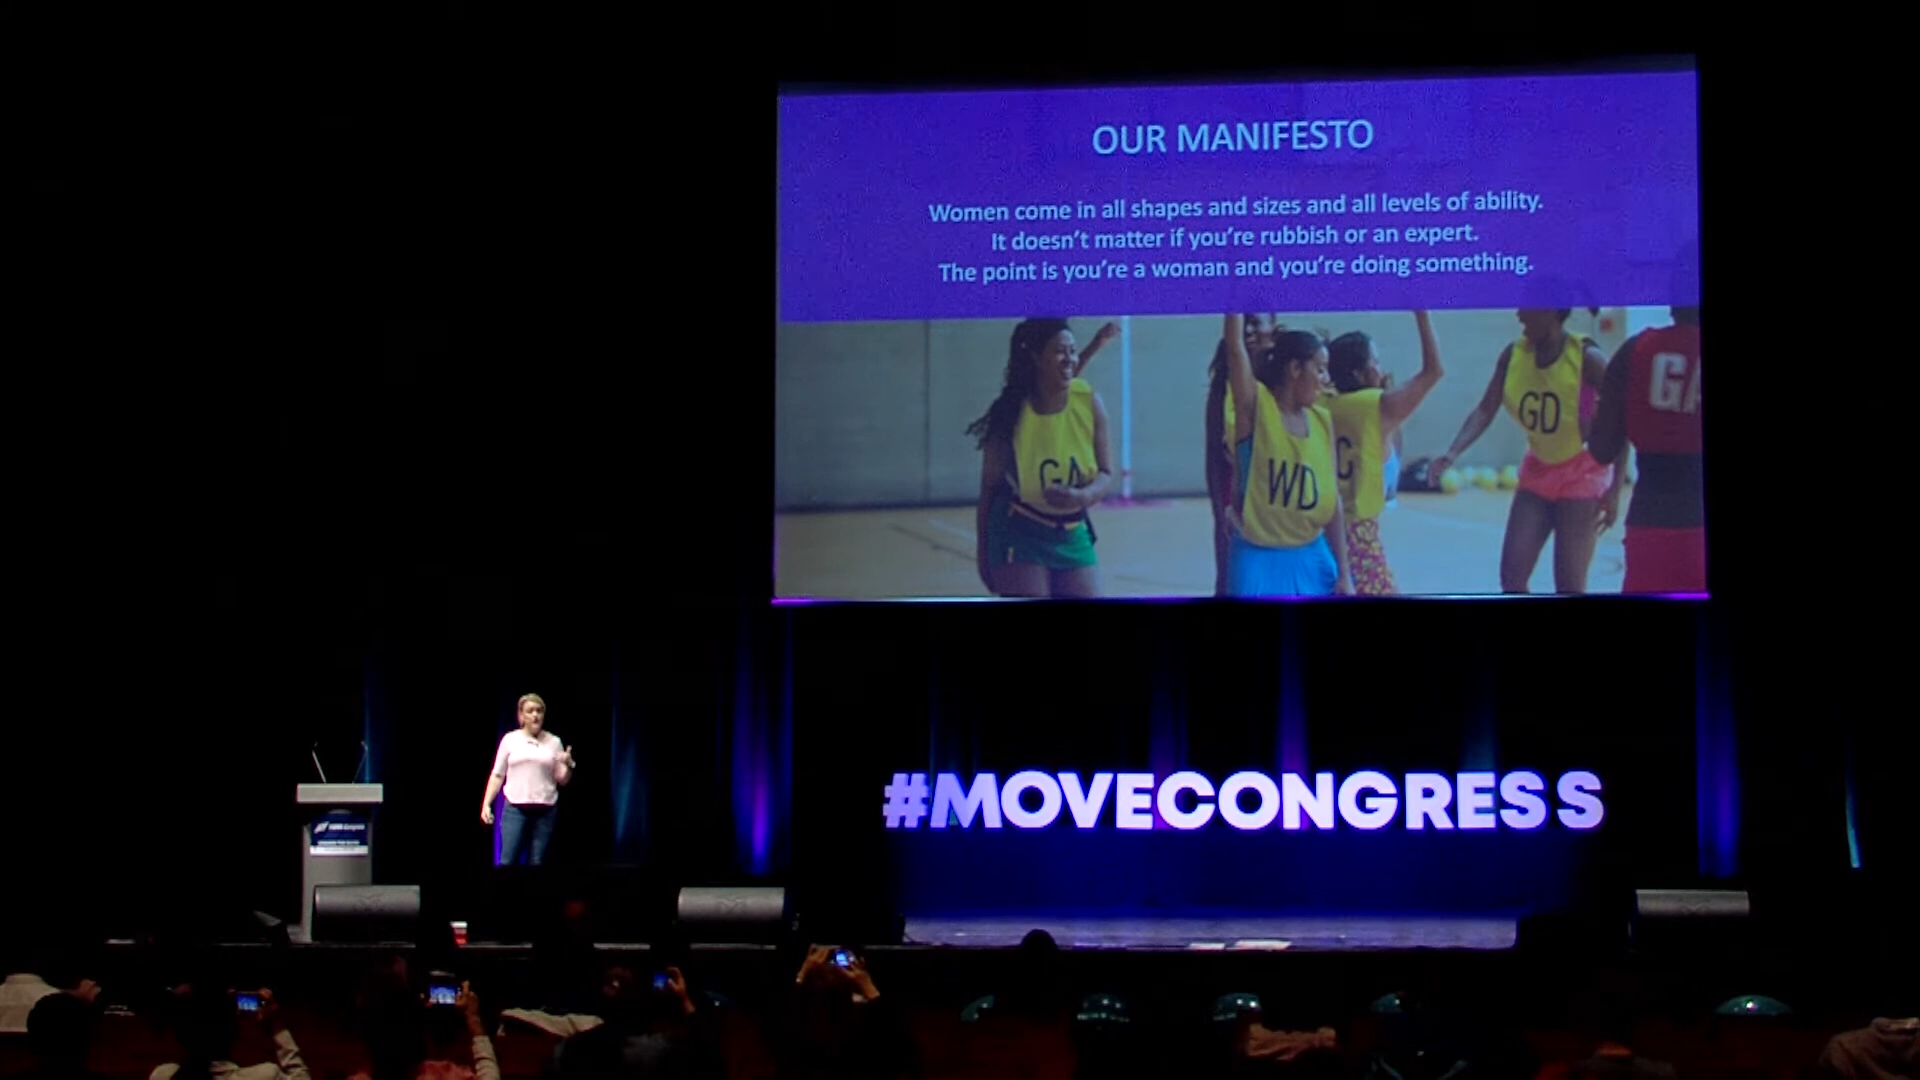 OUR MANIFESTO
Women come in all shapes and sizes and all levels of ability.
It doesn't matter if you're rubbish or an expert.
The point is you're a woman and you're doing something.
GA
WD
C
GD
GA
#MOVECONGRESS